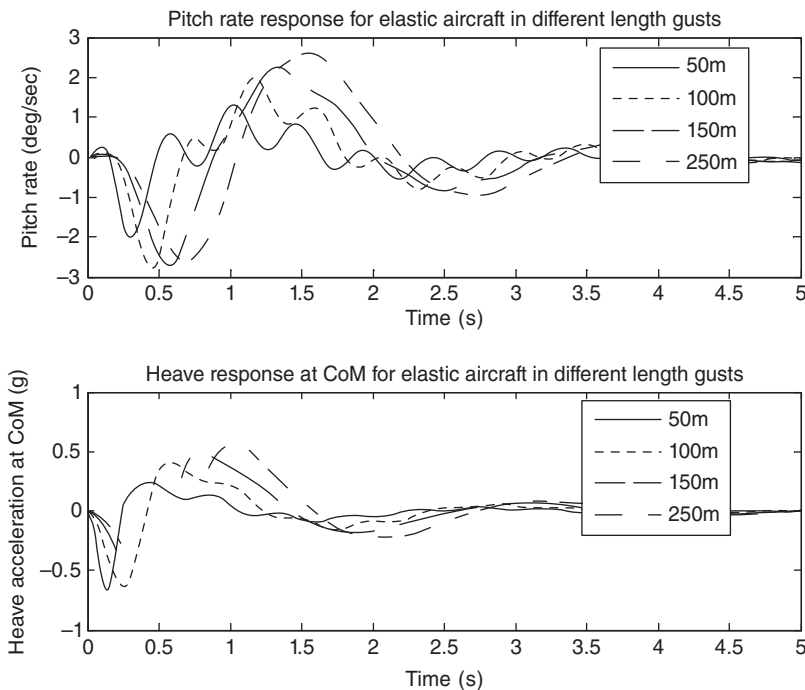 Pitch rate response for elastic aircraft in different length gusts
3
2
1
0
−1
−2
−3
Pitch rate (deg/sec)
50m
100m
150m
250m
0 0.5 1 1.5 2 2.5 3 3.5 4 4.5 5
Time (s)
Heave response at CoM for elastic aircraft in different length gusts
1
0.5
0
−0.5
−1
Heave acceleration at CoM (g)
50m
100m
150m
250m
0 0.5 1 1.5 2 2.5 3 3.5 4 4.5 5
Time (s)